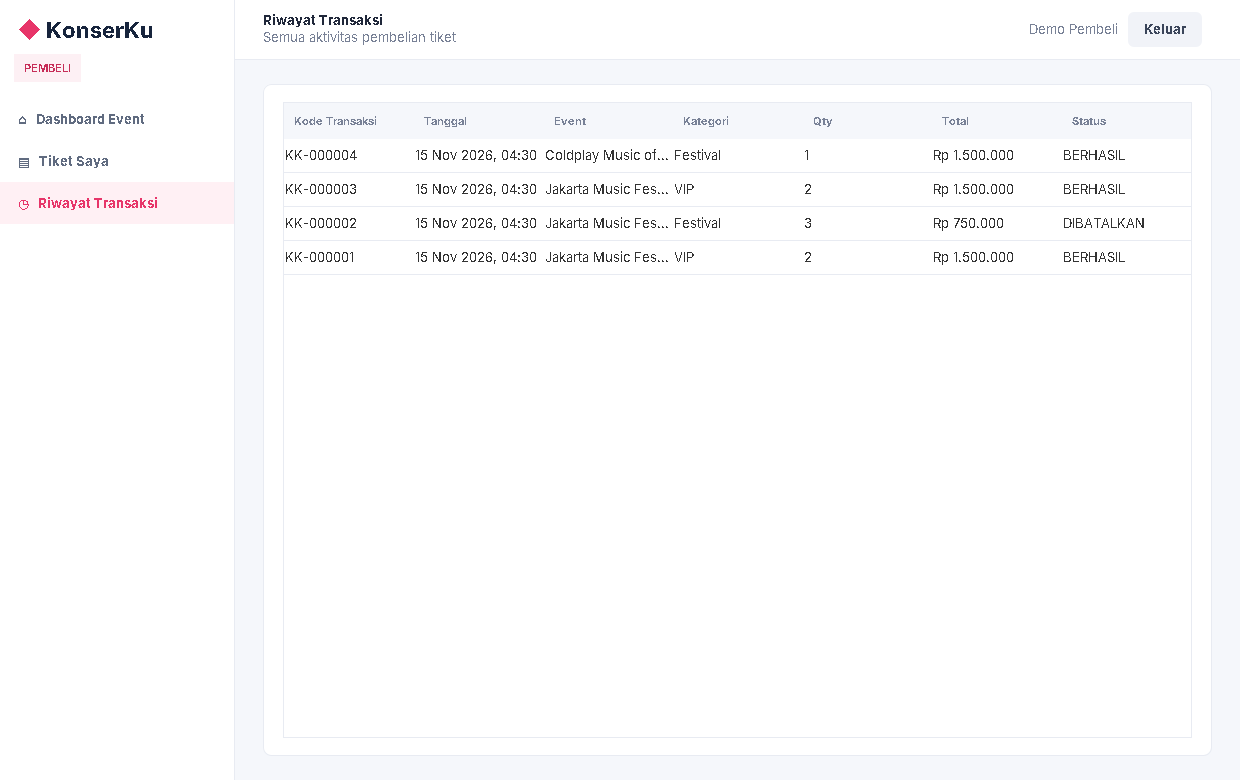 KonserKu
PEMBELI
Dashboard Event
Tiket Saya
Riwayat Transaksi
Riwayat Transaksi
Semua aktivitas pembelian tiket
Demo Pembeli
Keluar
Kode Transaksi Tanggal Event Kategori Qty Total Status
KK-000004 15 Nov 2026, 04:30 Coldplay Music of... Festival 1 Rp 1.500.000 BERHASIL
KK-000003 15 Nov 2026, 04:30 Jakarta Music Fes... VIP 2 Rp 1.500.000 BERHASIL
KK-000002 15 Nov 2026, 04:30 Jakarta Music Fes... Festival 3 Rp 750.000 DIBATALKAN
KK-000001 15 Nov 2026, 04:30 Jakarta Music Fes... VIP 2 Rp 1.500.000 BERHASIL